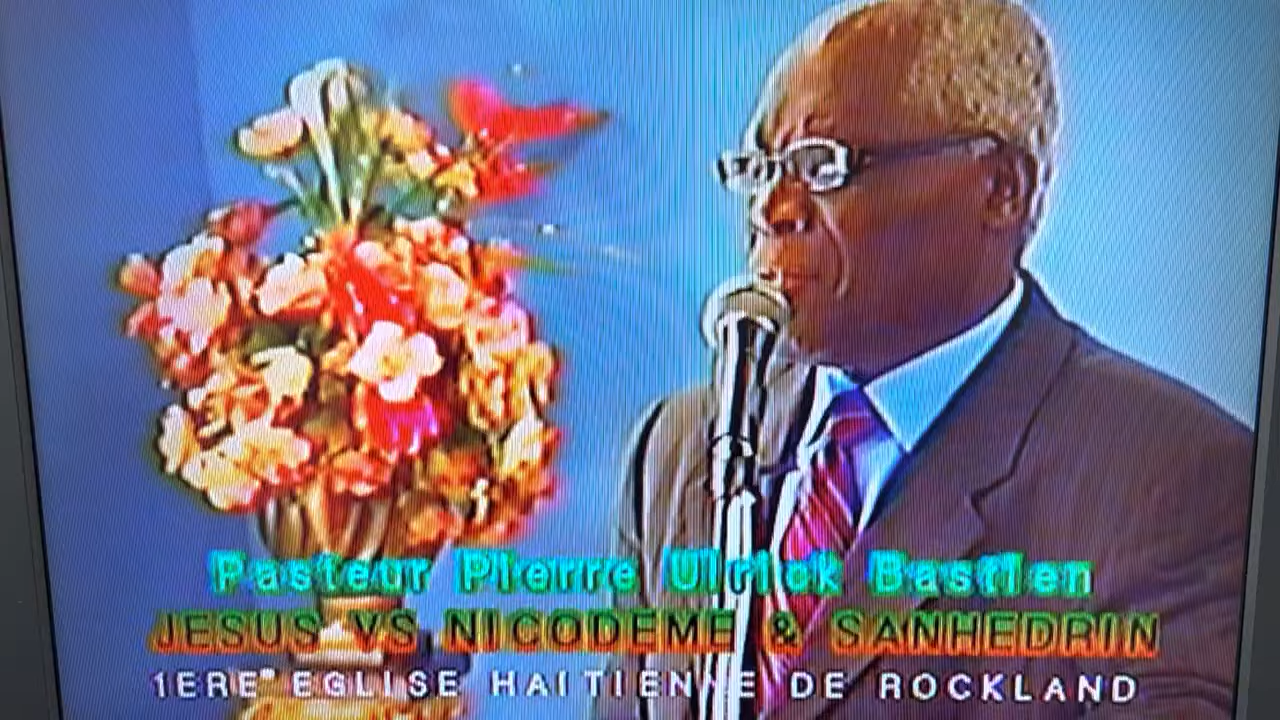 Pasteur Pierre Ulrick Bastien
JESUS VS NICODEME & SANHEDRIN
1ERE EGLISE HAITIENNE DE ROCKLAND